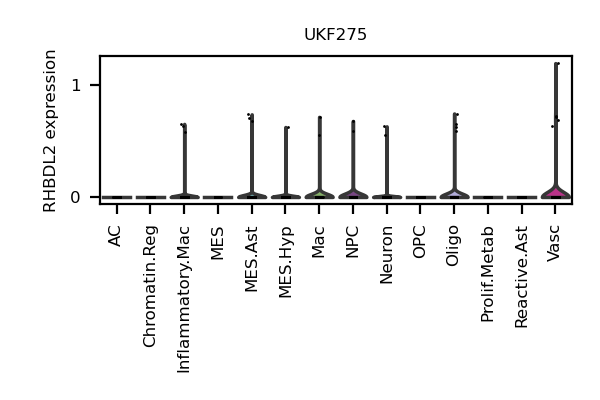 UKF275
RHBDL2 expression
1
0
AC
Chromatin.Reg
Inflammatory.Mac
MES
MES.Ast
MES.Hyp
Mac
NPC
Neuron
OPC
Oligo
Prolif.Metab
Reactive.Ast
Vasc